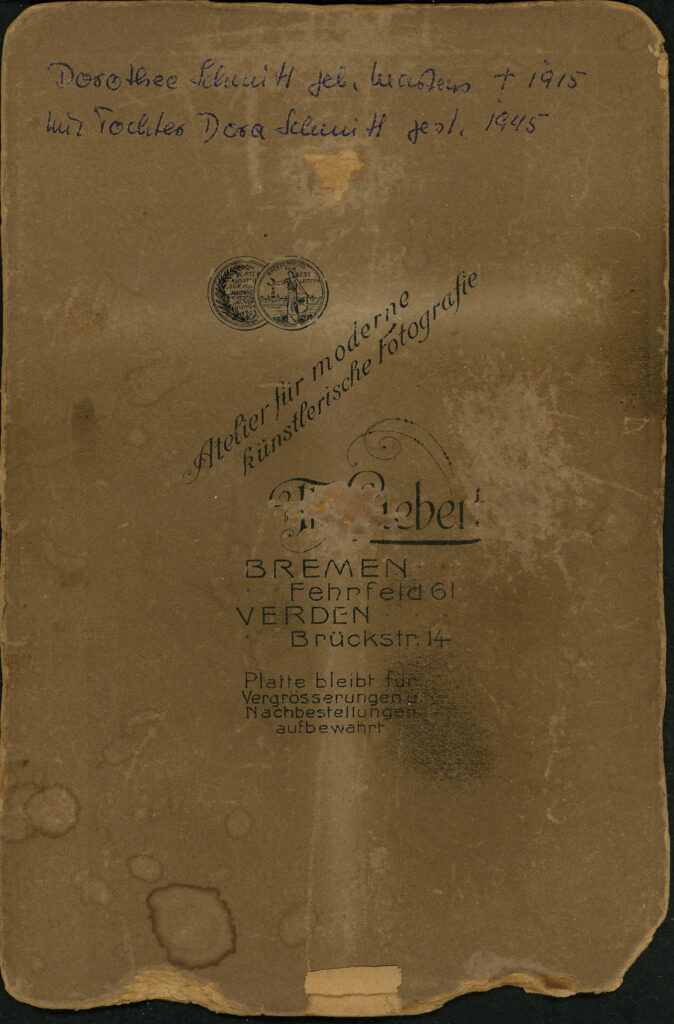 Dorothee Schmitt geb. Martens † 1915
mit Tochter Dora Schmitt gest. 1945
Atelier für moderne
künstlerische Fotografie
BREMEN
Fehrfeld 61
VERDEN
Brückstr. 14
Platte bleibt für
Vergrösserungen u.
Nachbestellungen
aufbewahrt